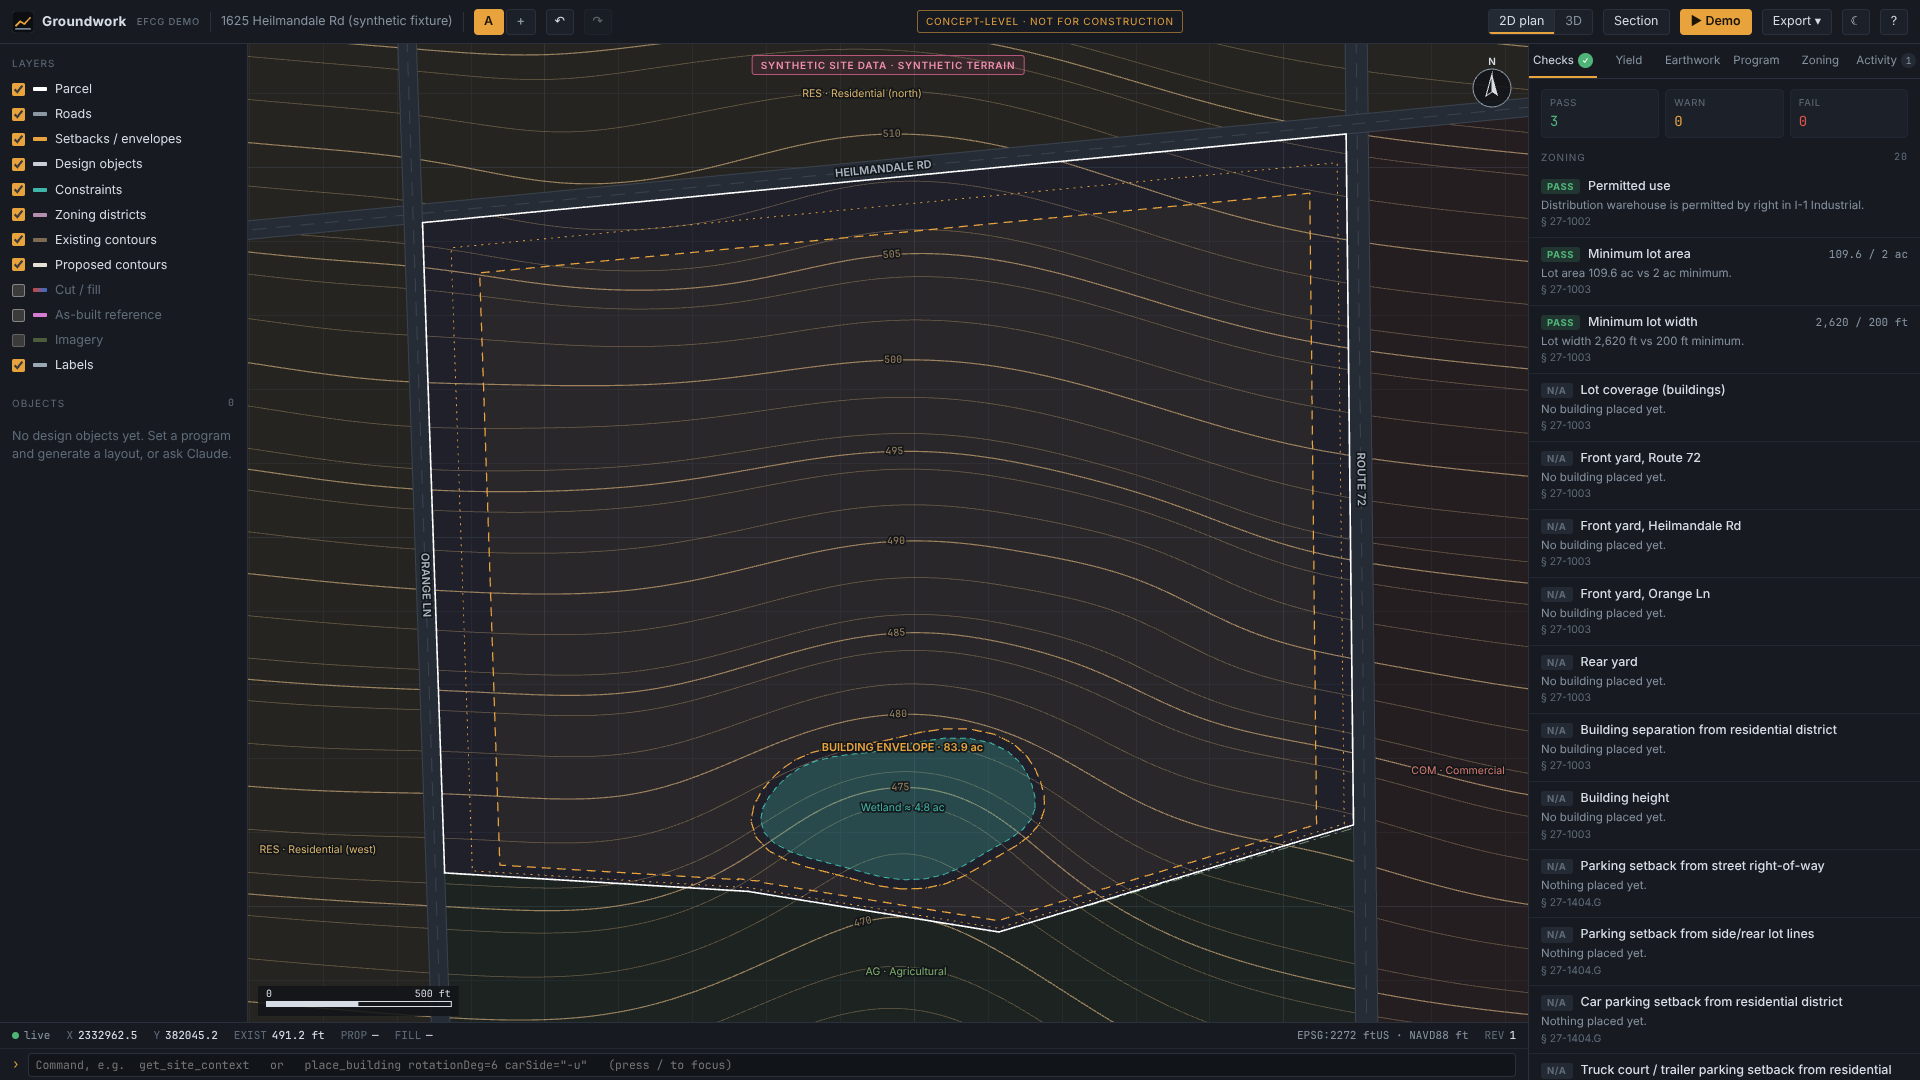 Groundwork EFCG DEMO 1625 Heilmandale Rd (synthetic fixture) A +
CONCEPT-LEVEL · NOT FOR CONSTRUCTION
2D plan 3D Section ▶ Demo Export ▾ ?
LAYERS
Parcel
Roads
Setbacks / envelopes
Design objects
Constraints
Zoning districts
Existing contours
Proposed contours
Cut / fill
As-built reference
Imagery
Labels
OBJECTS 0
No design objects yet. Set a program
and generate a layout, or ask Claude.
SYNTHETIC SITE DATA · SYNTHETIC TERRAIN
RES · Residential (north)
N
510
HEILMANDALE RD
505
500
495
ROUTE 72
490
ORANGE LN
485
480
BUILDING ENVELOPE · 83.9 ac
COM · Commercial
475
Wetland ≈ 4.8 ac
RES · Residential (west)
470
AG · Agricultural
0 500 ft
Checks Yield Earthwork Program Zoning Activity 1
PASS
3
WARN
0
FAIL
0
ZONING 20
PASS Permitted use
Distribution warehouse is permitted by right in I-1 Industrial.
§ 27-1002
PASS Minimum lot area 109.6 / 2 ac
Lot area 109.6 ac vs 2 ac minimum.
§ 27-1003
PASS Minimum lot width 2,620 / 200 ft
Lot width 2,620 ft vs 200 ft minimum.
§ 27-1003
N/A Lot coverage (buildings)
No building placed yet.
§ 27-1003
N/A Front yard, Route 72
No building placed yet.
§ 27-1003
N/A Front yard, Heilmandale Rd
No building placed yet.
§ 27-1003
N/A Front yard, Orange Ln
No building placed yet.
§ 27-1003
N/A Rear yard
No building placed yet.
§ 27-1003
N/A Building separation from residential district
No building placed yet.
§ 27-1003
N/A Building height
No building placed yet.
§ 27-1003
N/A Parking setback from street right-of-way
Nothing placed yet.
§ 27-1404.G
N/A Parking setback from side/rear lot lines
Nothing placed yet.
§ 27-1404.G
N/A Car parking setback from residential district
Nothing placed yet.
§ 27-1404.G
N/A Truck court / trailer parking setback from residential
live X 2332962.5 Y 382045.2 EXIST 491.2 ft PROP — FILL —
EPSG:2272 ftUS · NAVD88 ft REV 1
› Command, e.g. get_site_context or place_building rotationDeg=6 carSide="-u" (press / to focus)